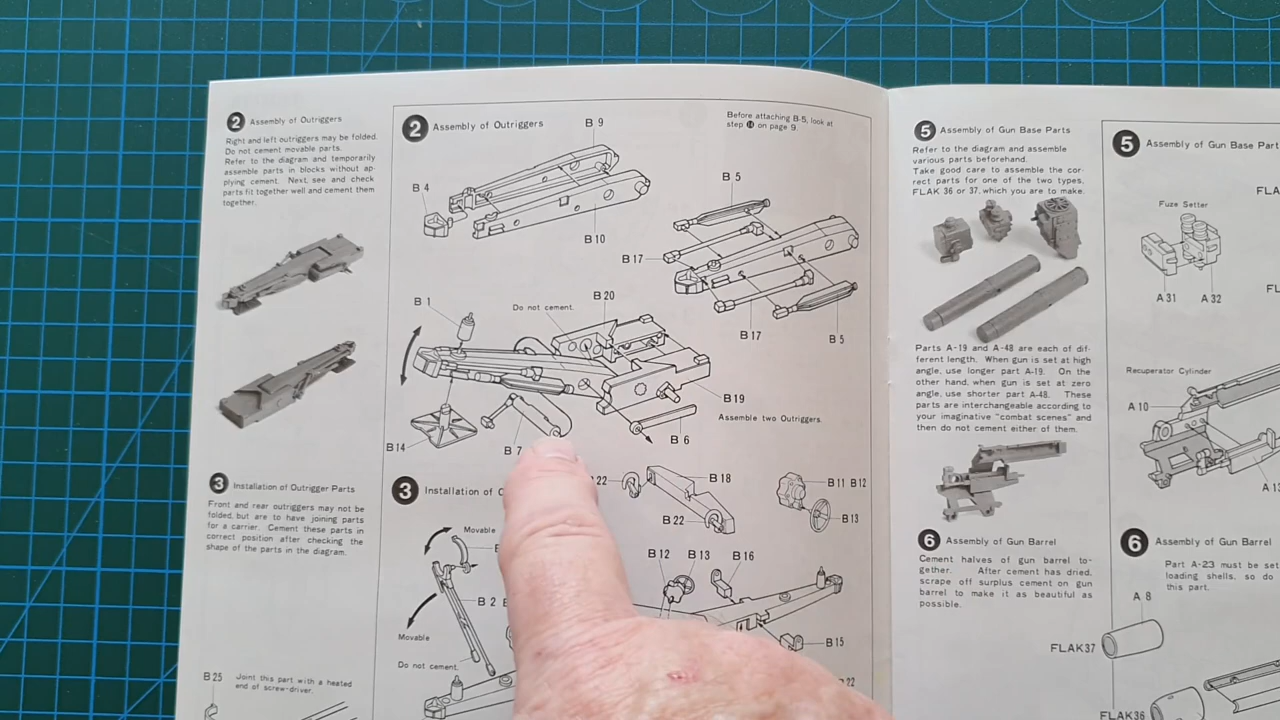 2 Assembly of Outriggers
Right and left outriggers may be folded.
Do not cement movable parts.
Refer to the diagram and temporarily
assemble parts in blocks without ap-
plying cement. Next, see and check
parts fit together well and cement them
together.
3 Installation of Outrigger Parts
Front and rear outriggers may not be
folded, but are to have joining parts
for a carrier. Cement these parts in
correct position after checking the
shape of the parts in the diagram.
B 25
Joint this part with a heated
end of screw-driver.
2 Assembly of Outriggers
B 9
Before attaching B-5, look at
step on page 9.
B 4
B 5
B 10
B 17
B 1
Do not cement.
B 20
B 17
B 5
B 19
Assemble two Outriggers.
B 14
B 7
B 6
3 Installation of
22
B 18
B 11 B 12
B 22
B 13
Movable
B 12
B 13
B 16
B 2
Movable
B 15
Do not cement.
22
5 Assembly of Gun Base Parts
Refer to the diagram and assemble
various parts beforehand.
Take good care to assemble the cor-
rect parts for one of the two types,
FLAK 36 or 37, which you are to make.
Parts A-19 and A-48 are each of dif-
ferent length. When gun is set at high
angle, use longer part A-19. On the
other hand, when gun is set at zero
angle, use shorter part A-48. These
parts are interchangeable according to
your imaginative "combat scenes" and
then do not cement either of them.
6 Assembly of Gun Barrel
Cement halves of gun barrel to-
gether. After cement has dried,
scrape off surplus cement on gun
barrel to make it as beautiful as
possible.
5 Assembly of Gun Base Part
FLA
Fuze Setter
A 31
A 32
FL
Recuperator Cylinder
A 10
A 13
6 Assembly of Gun Barrel
Part A-23 must be set
loading shells, so do
this part.
A 8
FLAK37
FLAK36